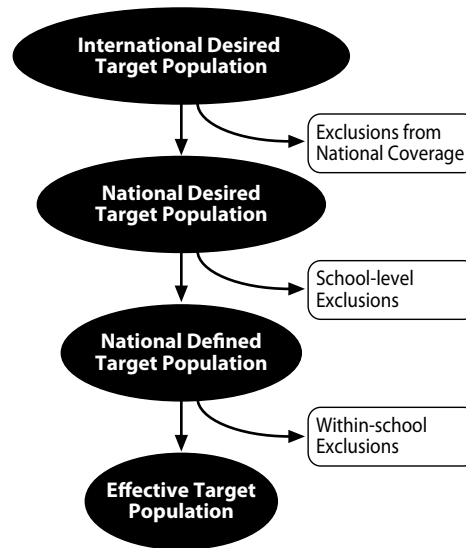 International Desired
Target Population
Exclusions from
National Coverage
National Desired
Target Population
School-level
Exclusions
National Defined
Target Population
Within-school
Exclusions
Effective Target
Population